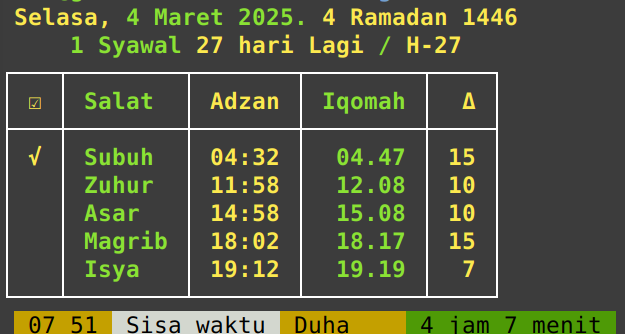 Selasa, 4 Maret 2025. 4 Ramadan 1446
1 Syawal 27 hari Lagi / H-27
☑ Salat Adzan Iqomah Δ
√ Subuh 04:32 04.47 15
Zuhur 11:58 12.08 10
Asar 14:58 15.08 10
Magrib 18:02 18.17 15
Isya 19:12 19.19 7
07 51 Sisa waktu Duha 4 jam 7 menit